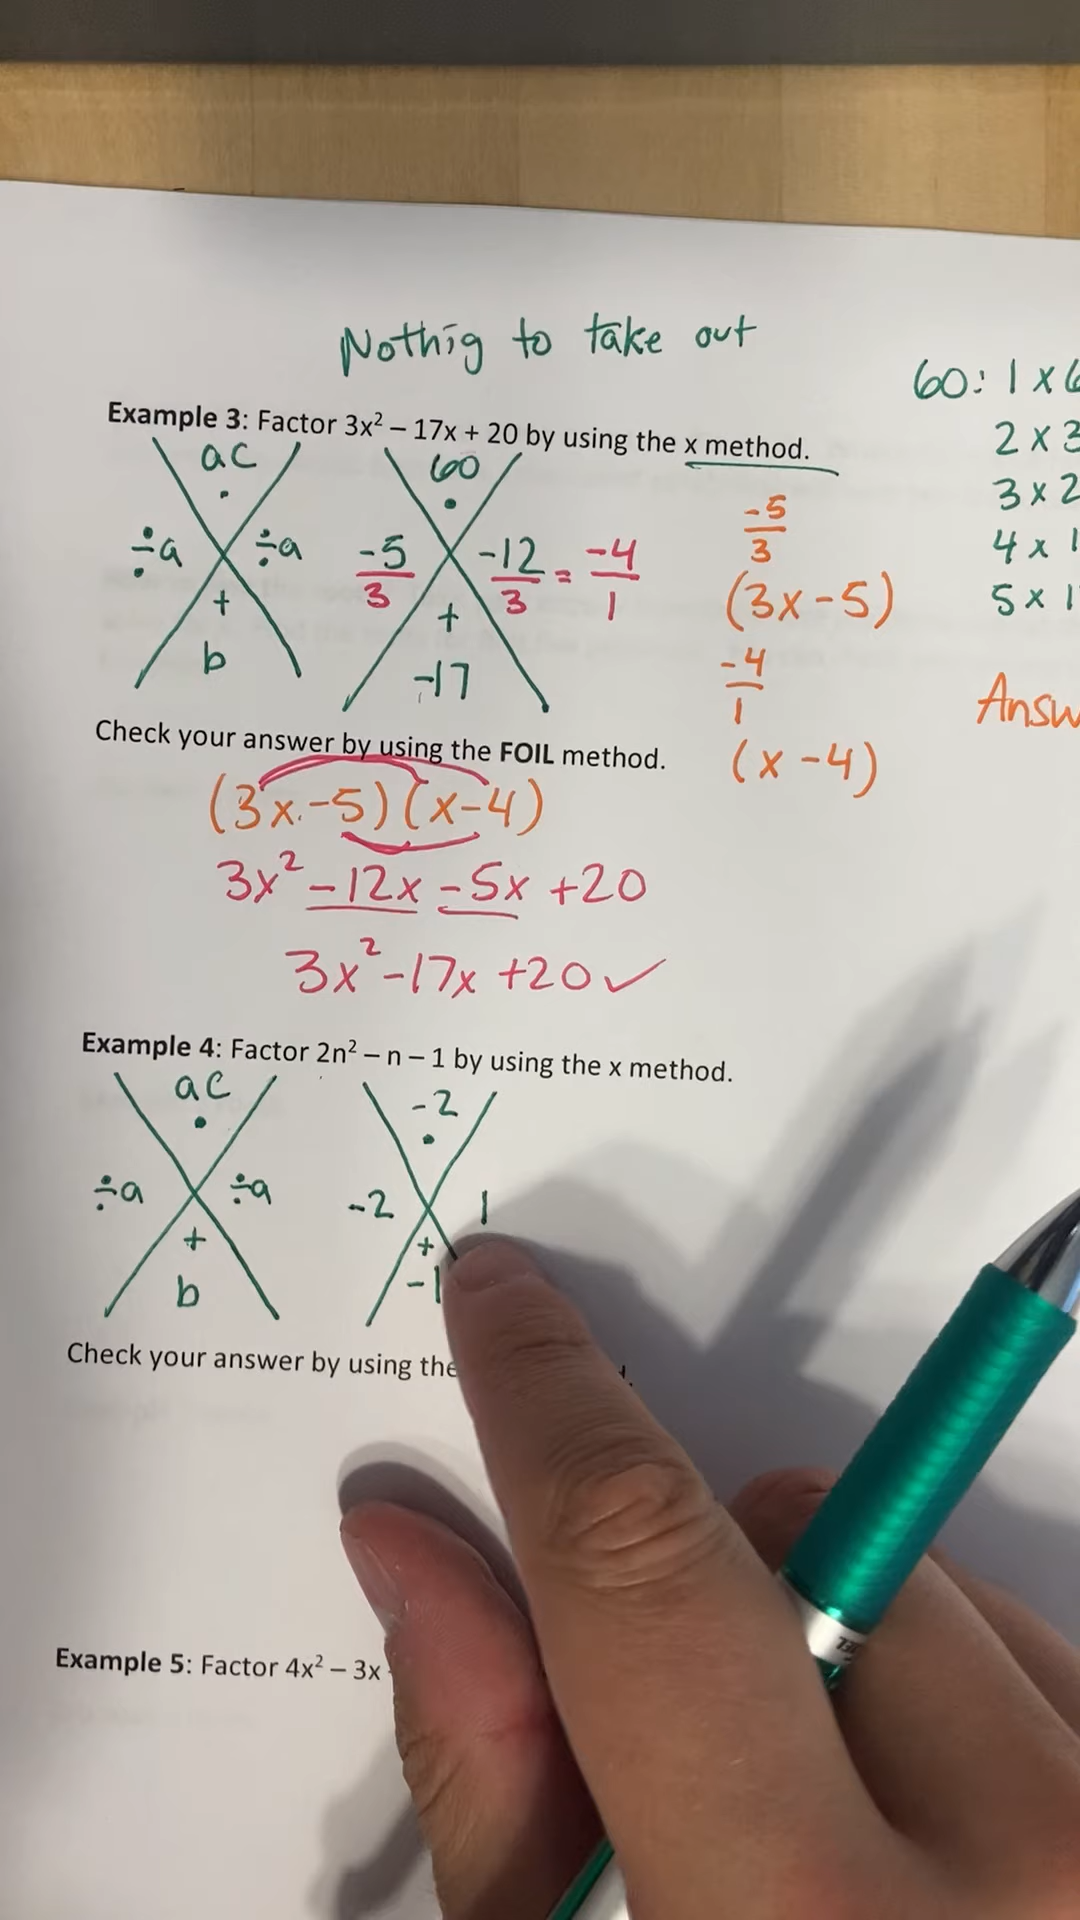 Nothig to take out
Example 3: Factor 3x² – 17x + 20 by using the x method.
60: 1 x 6
2 x 3
3 x 2
4 x 1
5 x 1
ac
÷a ÷a
+
b
60
-5/3 -12/3 = -4/1
+
-17
-5/3
(3x-5)
-4/1
(x-4)
Answ
Check your answer by using the FOIL method.
(3x-5)(x-4)
3x² -12x -5x +20
3x² -17x +20 ✓
Example 4: Factor 2n² – n – 1 by using the x method.
ac
÷a ÷a
+
b
-2
-2 1
+
-1
Check your answer by using the
Example 5: Factor 4x² – 3x